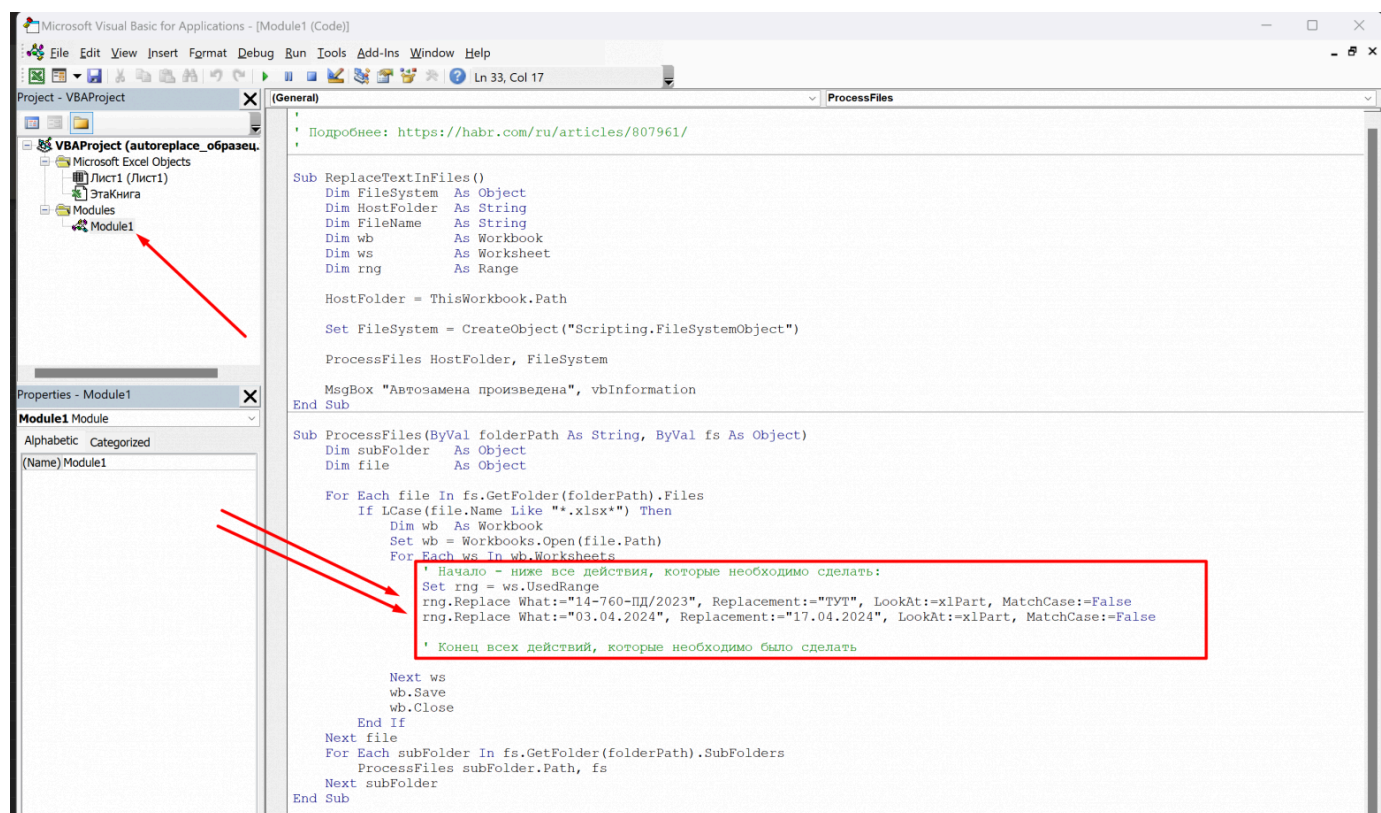 Microsoft Visual Basic for Applications - [Module1 (Code)]
File Edit View Insert Format Debug Run Tools Add-Ins Window Help
Ln 33, Col 17
Project - VBAProject
(General)
ProcessFiles
VBAProject (autoreplace_образец.
Microsoft Excel Objects
Лист1 (Лист1)
ЭтаКнига
Modules
Module1
Properties - Module1
Module1 Module
Alphabetic Categorized
(Name) Module1
'
' Подробнее: https://habr.com/ru/articles/807961/
'
Sub ReplaceTextInFiles()
Dim FileSystem As Object
Dim HostFolder As String
Dim FileName As String
Dim wb As Workbook
Dim ws As Worksheet
Dim rng As Range
HostFolder = ThisWorkbook.Path
Set FileSystem = CreateObject("Scripting.FileSystemObject")
ProcessFiles HostFolder, FileSystem
MsgBox "Автозамена произведена", vbInformation
End Sub
Sub ProcessFiles(ByVal folderPath As String, ByVal fs As Object)
Dim subFolder As Object
Dim file As Object
For Each file In fs.GetFolder(folderPath).Files
If LCase(file.Name Like "*.xlsx*") Then
Dim wb As Workbook
Set wb = Workbooks.Open(file.Path)
For Each ws In wb.Worksheets
' Начало - ниже все действия, которые необходимо сделать:
Set rng = ws.UsedRange
rng.Replace What:="14-760-ПД/2023", Replacement:="ТУТ", LookAt:=xlPart, MatchCase:=False
rng.Replace What:="03.04.2024", Replacement:="17.04.2024", LookAt:=xlPart, MatchCase:=False
' Конец всех действий, которые необходимо было сделать
Next ws
wb.Save
wb.Close
End If
Next file
For Each subFolder In fs.GetFolder(folderPath).SubFolders
ProcessFiles subFolder.Path, fs
Next subFolder
End Sub